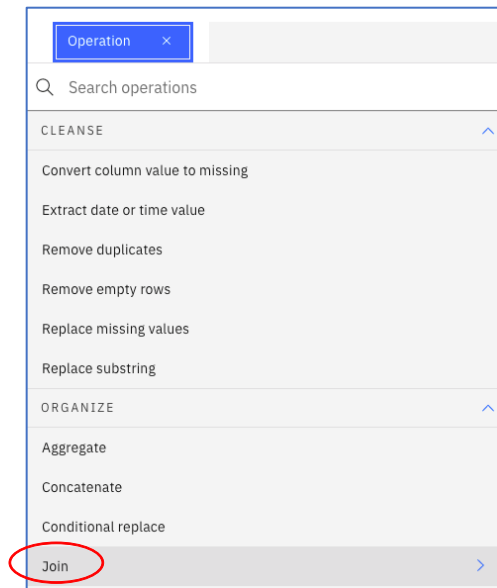 Operation ×
Search operations
CLEANSE
Convert column value to missing
Extract date or time value
Remove duplicates
Remove empty rows
Replace missing values
Replace substring
ORGANIZE
Aggregate
Concatenate
Conditional replace
Join